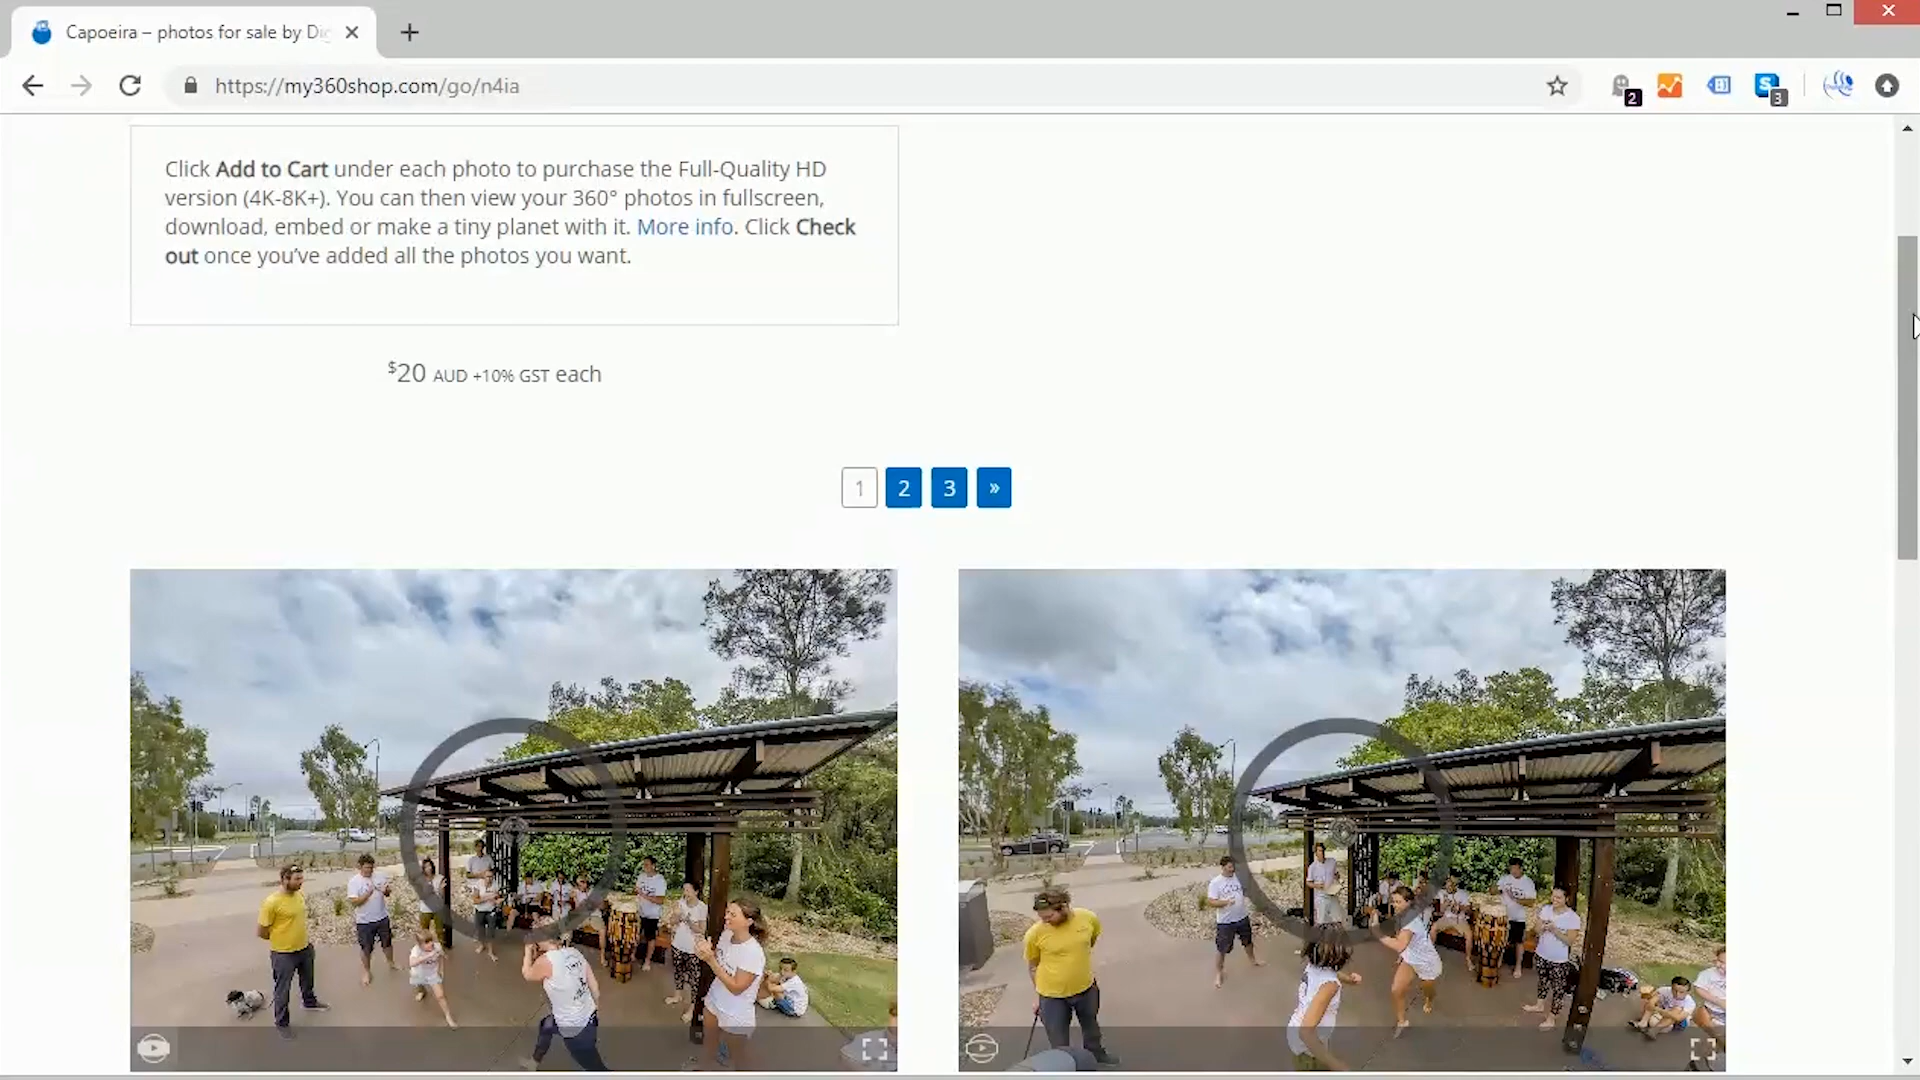 Capoeira – photos for sale by Di
https://my360shop.com/go/n4ia
2
3
Click Add to Cart under each photo to purchase the Full-Quality HD
version (4K-8K+). You can then view your 360° photos in fullscreen,
download, embed or make a tiny planet with it. More info. Click Check
out once you’ve added all the photos you want.
$20 AUD +10% GST each
1 2 3 »